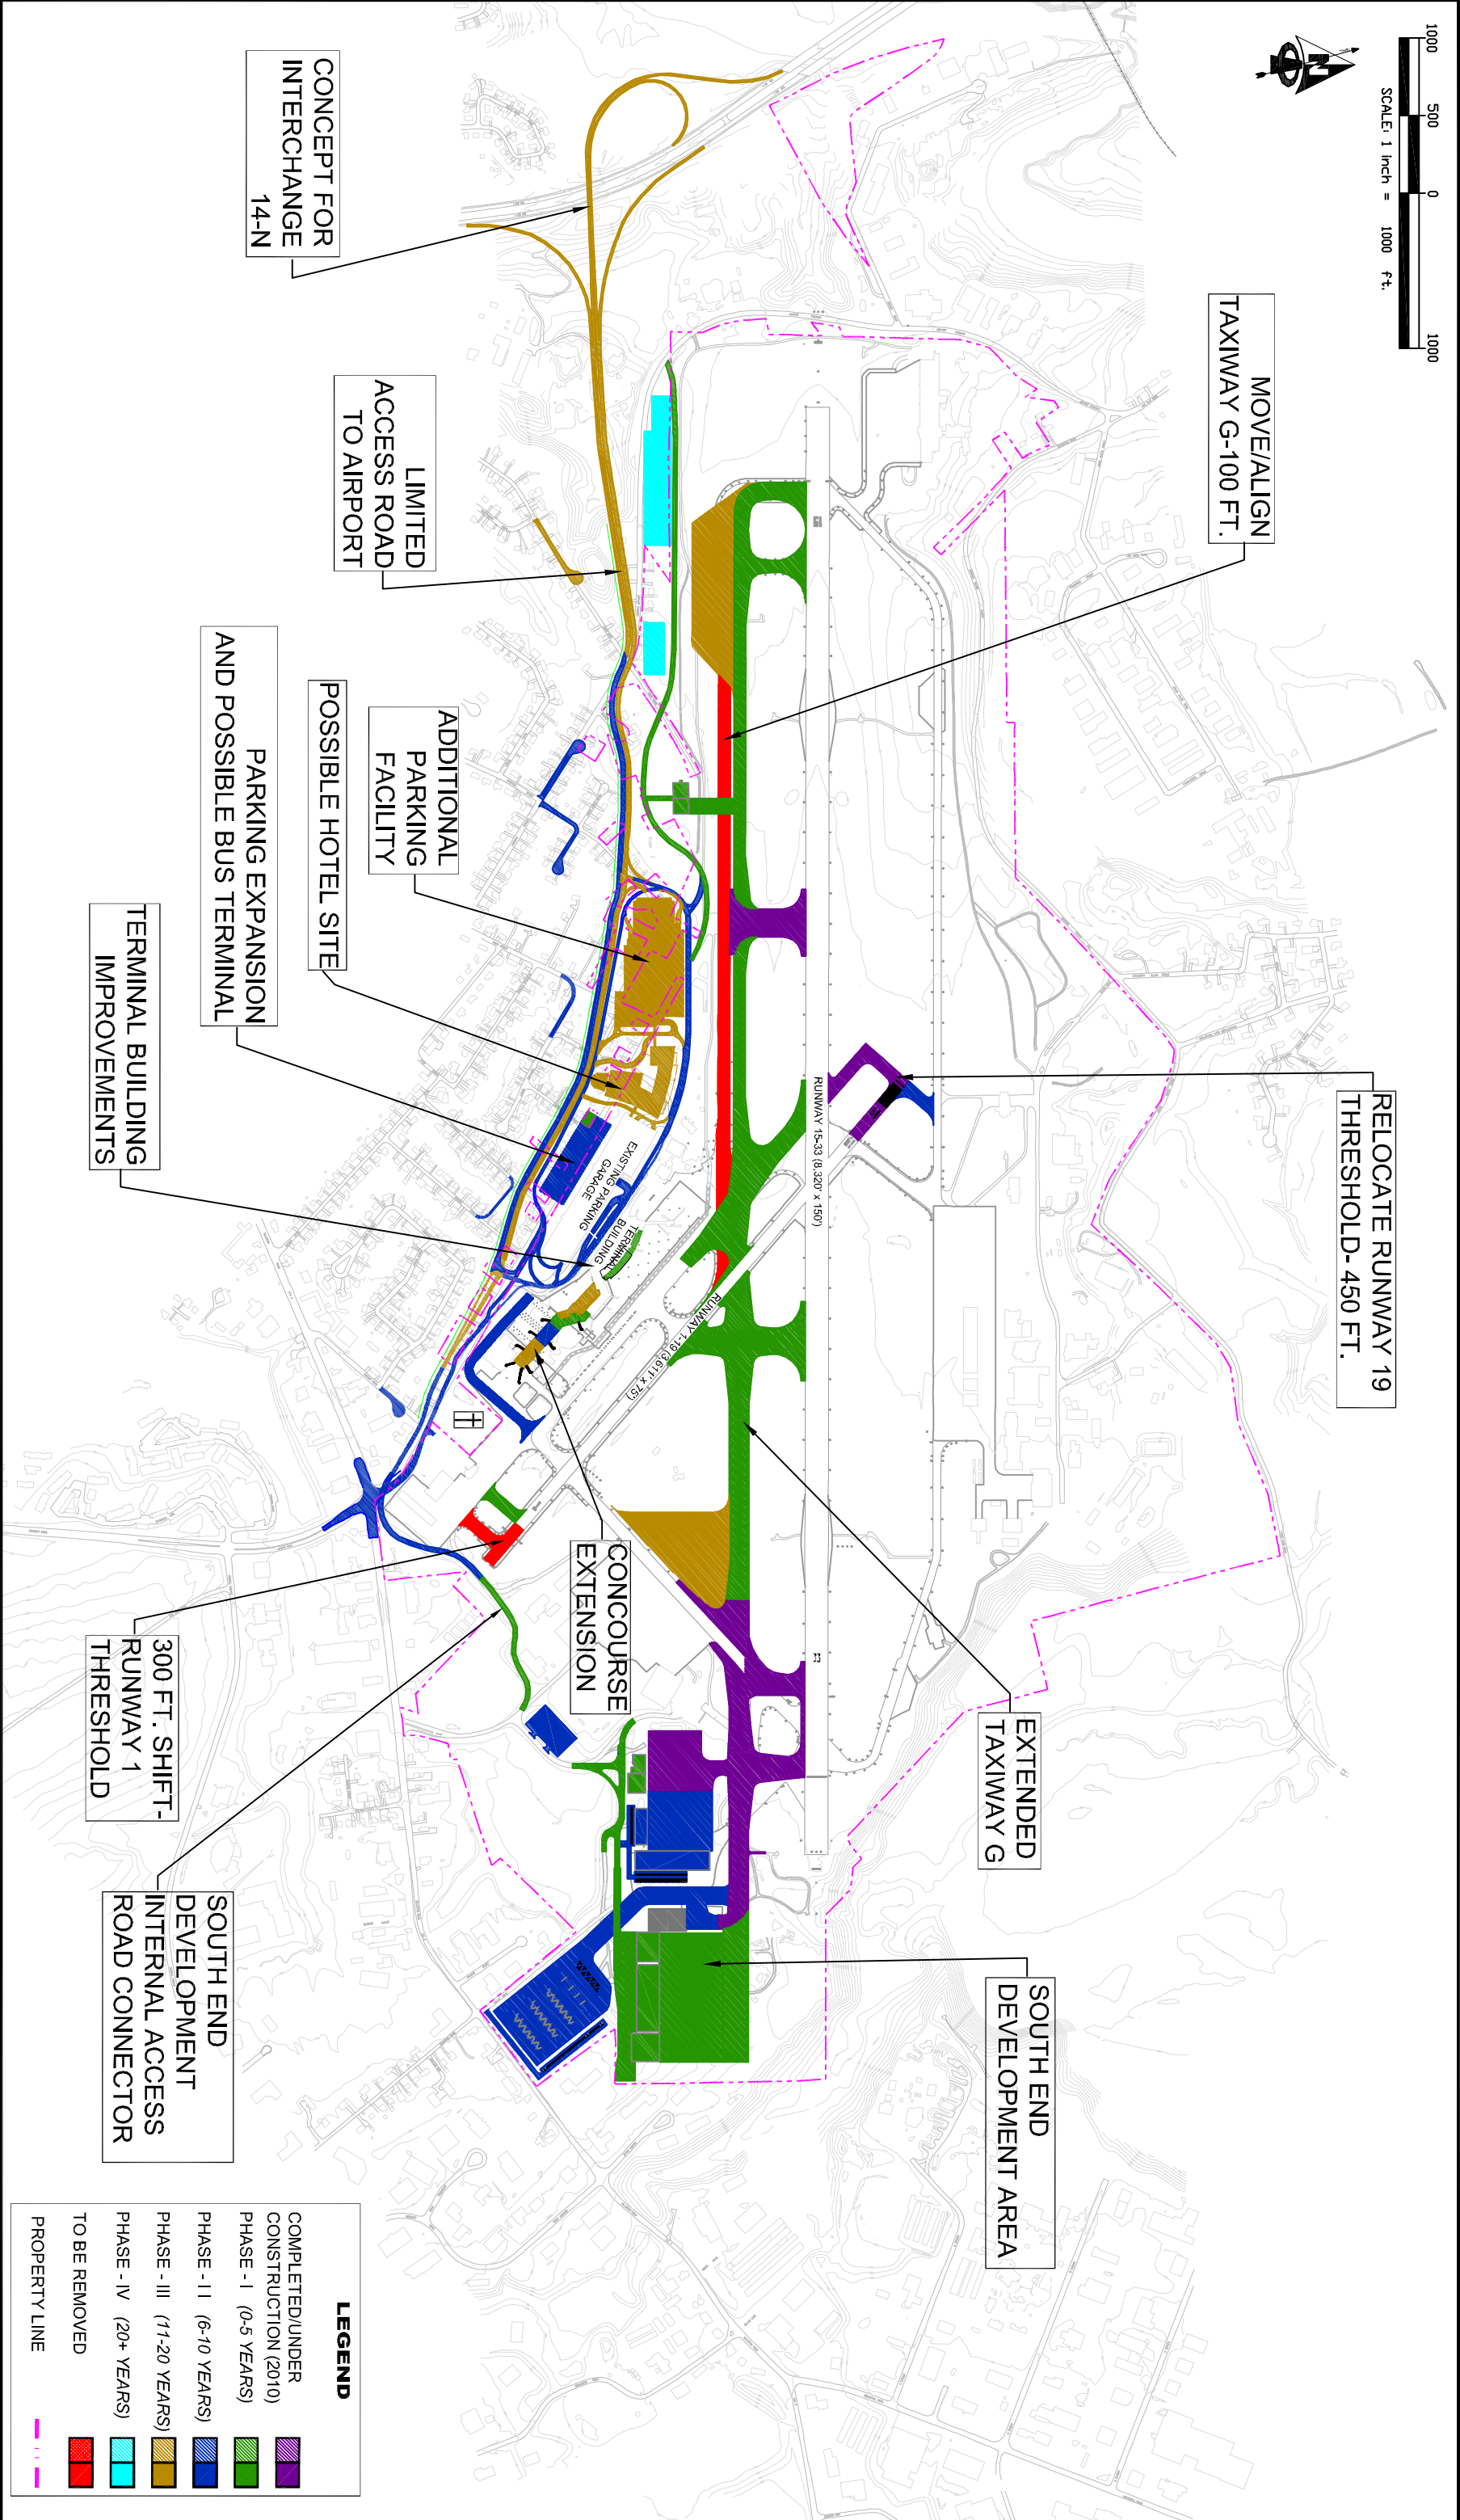 1000
500
0
1000
SCALE: 1 inch = 1000 ft.
N
MOVE/ALIGN
TAXIWAY G-100 FT.
RELOCATE RUNWAY 19
THRESHOLD- 450 FT.
EXTENDED
TAXIWAY G
SOUTH END
DEVELOPMENT AREA
RUNWAY 15-33 (8,320' x 150')
RUNWAY 1-19 (3,611' x 75')
33
EXISTING PARKING
GARAGE
TERMINAL
BUILDING
CONCEPT FOR
INTERCHANGE
14-N
LIMITED
ACCESS ROAD
TO AIRPORT
ADDITIONAL
PARKING
FACILITY
POSSIBLE HOTEL SITE
PARKING EXPANSION
AND POSSIBLE BUS TERMINAL
TERMINAL BUILDING
IMPROVEMENTS
CONCOURSE
EXTENSION
300 FT. SHIFT-
RUNWAY 1
THRESHOLD
SOUTH END
DEVELOPMENT
INTERNAL ACCESS
ROAD CONNECTOR
LEGEND
COMPLETED/UNDER
CONSTRUCTION (2010)
PHASE - I (0-5 YEARS)
PHASE - I I (6-10 YEARS)
PHASE - III (11-20 YEARS)
PHASE - IV (20+ YEARS)
TO BE REMOVED
PROPERTY LINE